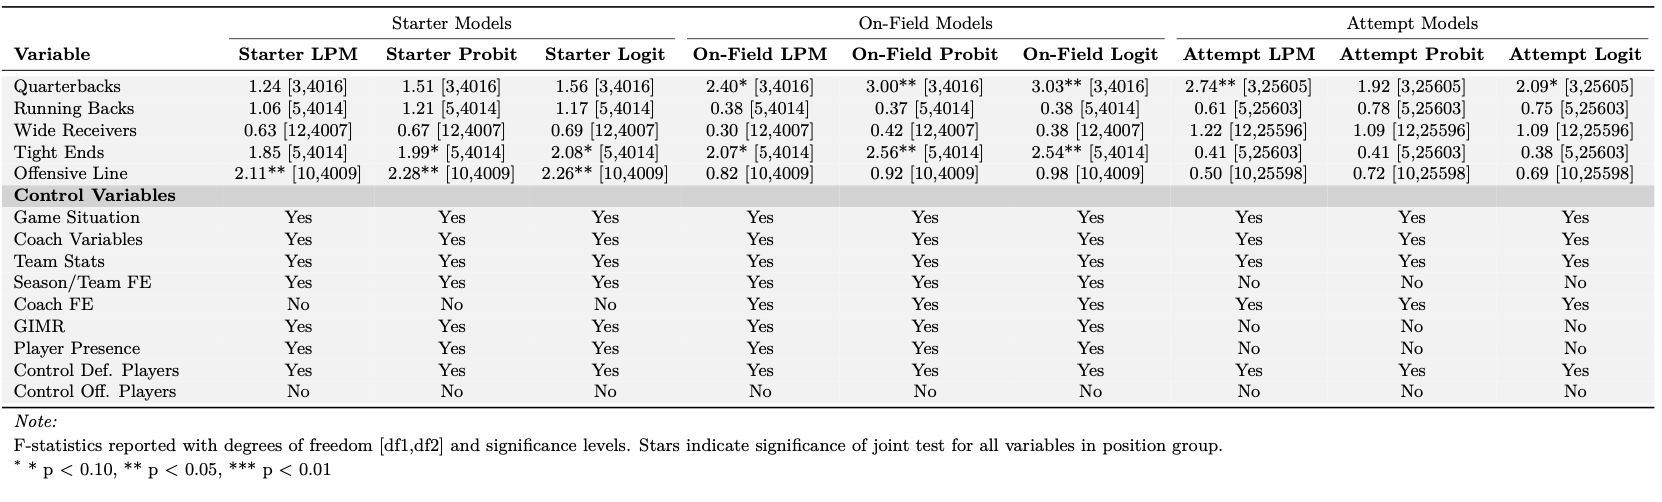 Starter Models On-Field Models Attempt Models
Variable Starter LPM Starter Probit Starter Logit On-Field LPM On-Field Probit On-Field Logit Attempt LPM Attempt Probit Attempt Logit
Quarterbacks 1.24 [3,4016] 1.51 [3,4016] 1.56 [3,4016] 2.40* [3,4016] 3.00** [3,4016] 3.03** [3,4016] 2.74** [3,25605] 1.92 [3,25605] 2.09* [3,25605]
Running Backs 1.06 [5,4014] 1.21 [5,4014] 1.17 [5,4014] 0.38 [5,4014] 0.37 [5,4014] 0.38 [5,4014] 0.61 [5,25603] 0.78 [5,25603] 0.75 [5,25603]
Wide Receivers 0.63 [12,4007] 0.67 [12,4007] 0.69 [12,4007] 0.30 [12,4007] 0.42 [12,4007] 0.38 [12,4007] 1.22 [12,25596] 1.09 [12,25596] 1.09 [12,25596]
Tight Ends 1.85 [5,4014] 1.99* [5,4014] 2.08* [5,4014] 2.07* [5,4014] 2.56** [5,4014] 2.54** [5,4014] 0.41 [5,25603] 0.41 [5,25603] 0.38 [5,25603]
Offensive Line 2.11** [10,4009] 2.28** [10,4009] 2.26** [10,4009] 0.82 [10,4009] 0.92 [10,4009] 0.98 [10,4009] 0.50 [10,25598] 0.72 [10,25598] 0.69 [10,25598]
Control Variables
Game Situation Yes Yes Yes Yes Yes Yes Yes Yes Yes
Coach Variables Yes Yes Yes Yes Yes Yes Yes Yes Yes
Team Stats Yes Yes Yes Yes Yes Yes Yes Yes Yes
Season/Team FE Yes Yes Yes Yes Yes Yes No No No
Coach FE No No No Yes Yes Yes Yes Yes Yes
GIMR Yes Yes Yes Yes Yes Yes No No No
Player Presence Yes Yes Yes Yes Yes Yes No No No
Control Def. Players Yes Yes Yes Yes Yes Yes Yes Yes Yes
Control Off. Players No No No No No No No No No
Note:
F-statistics reported with degrees of freedom [df1,df2] and significance levels. Stars indicate significance of joint test for all variables in position group.
* * p < 0.10, ** p < 0.05, *** p < 0.01